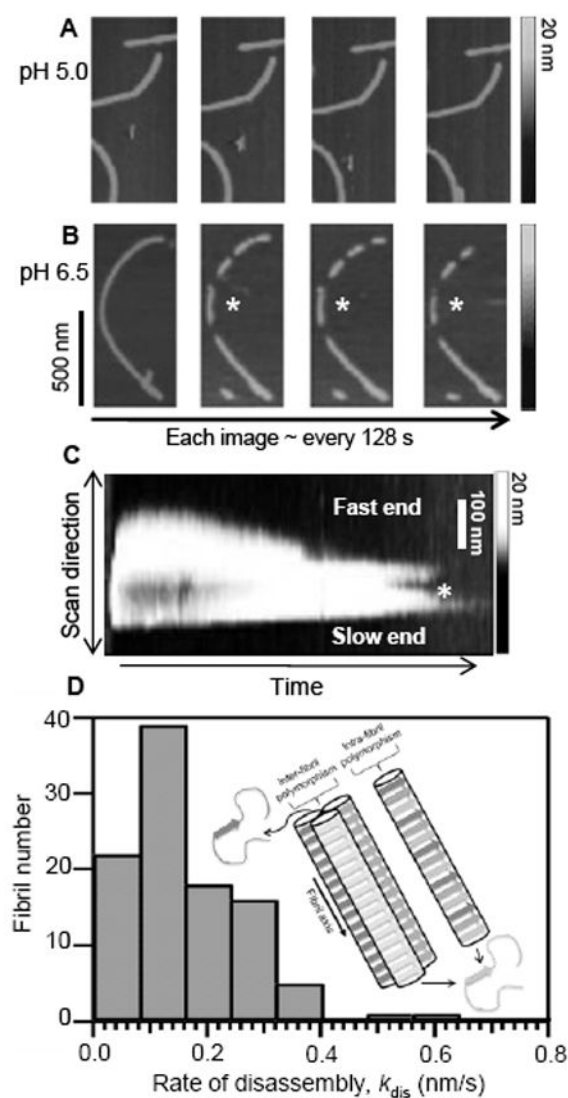 A
pH 5.0
20 nm
B
pH 6.5
*
*
*
500 nm
Each image ~ every 128 s
C
Scan direction
Fast end
100 nm
20 nm
*
Slow end
Time
D
Fibril number
40
30
20
10
0
Inter-fibril
polymorphism
Intra-fibril
polymorphism
Fibril axis
0.0
0.2
0.4
0.6
0.8
Rate of disassembly, kdis (nm/s)